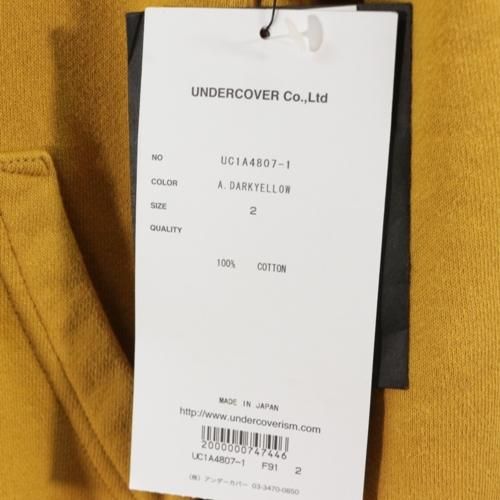 UNDERCOVER Co.,Ltd
NO UC1A4807-1
COLOR A.DARKYELLOW
SIZE 2
QUALITY
100% COTTON
MADE IN JAPAN
http://www.undercoverism.com
2000000747446
UC1A4807-1 F91 2
(株) アンダーカバー 03-3470-0650